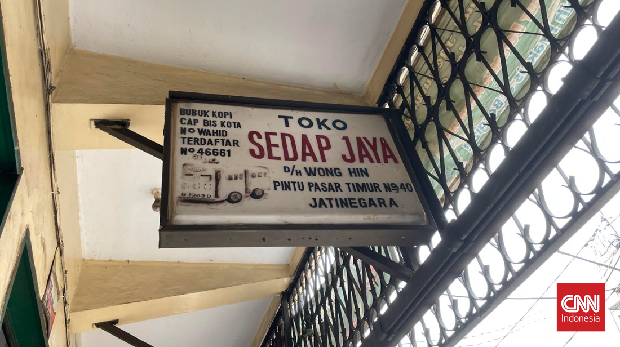 BUBUK KOPI
CAP BIS KOTA
No WAHID
TERDAFTAR
No 46661
TOKO
SEDAP JAYA
D/H WONG HIN
PINTU PASAR TIMUR No 40
JATINEGARA
CNN
Indonesia